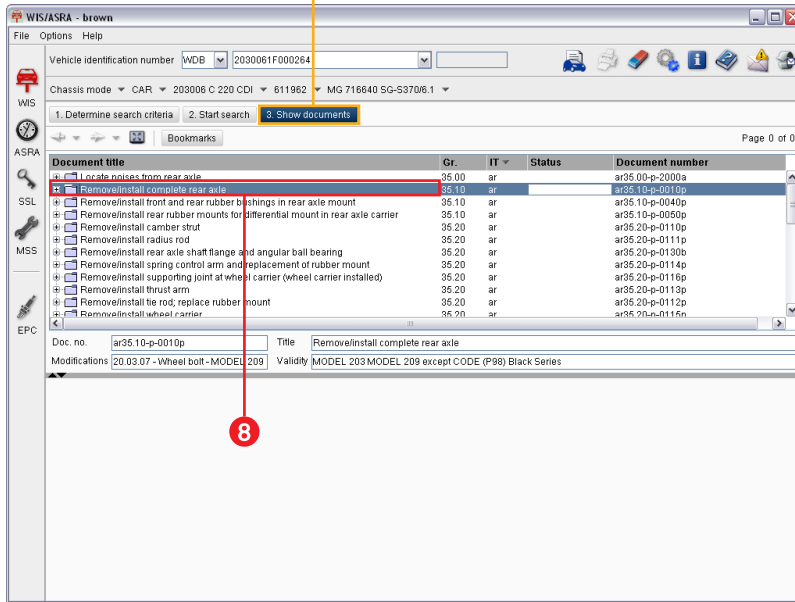 WIS/ASRA - brown
File Options Help
Vehicle identification number WDB 2030061F000264
Chassis mode CAR 203006 C 220 CDI 611962 MG 716640 SG-S370/6.1
WIS
1. Determine search criteria 2. Start search 3. Show documents
Bookmarks Page 0 of 0
ASRA
Document title Gr. IT Status Document number
Locate noises from rear axle 35.00 ar ar35.00-p-2000a
Remove/install complete rear axle 35.10 ar ar35.10-p-0010p
Remove/install front and rear rubber bushings in rear axle mount 35.10 ar ar35.10-p-0040p
SSL
Remove/install rear rubber mounts for differential mount in rear axle carrier 35.10 ar ar35.10-p-0050p
Remove/install camber strut 35.20 ar ar35.20-p-0110p
Remove/install radius rod 35.20 ar ar35.20-p-0111p
MSS
Remove/install rear axle shaft flange and angular ball bearing 35.20 ar ar35.20-p-0130b
Remove/install spring control arm and replacement of rubber mount 35.20 ar ar35.20-p-0114p
Remove/install supporting joint at wheel carrier (wheel carrier installed) 35.20 ar ar35.20-p-0116p
Remove/install thrust arm 35.20 ar ar35.20-p-0113p
Remove/install tie rod; replace rubber mount 35.20 ar ar35.20-p-0112p
Remove/install wheel carrier 35.20 ar ar35.20-p-0115p
EPC
Doc. no. ar35.10-p-0010p Title Remove/install complete rear axle
Modifications 20.03.07 - Wheel bolt - MODEL 209 Validity MODEL 203 MODEL 209 except CODE (P98) Black Series
8